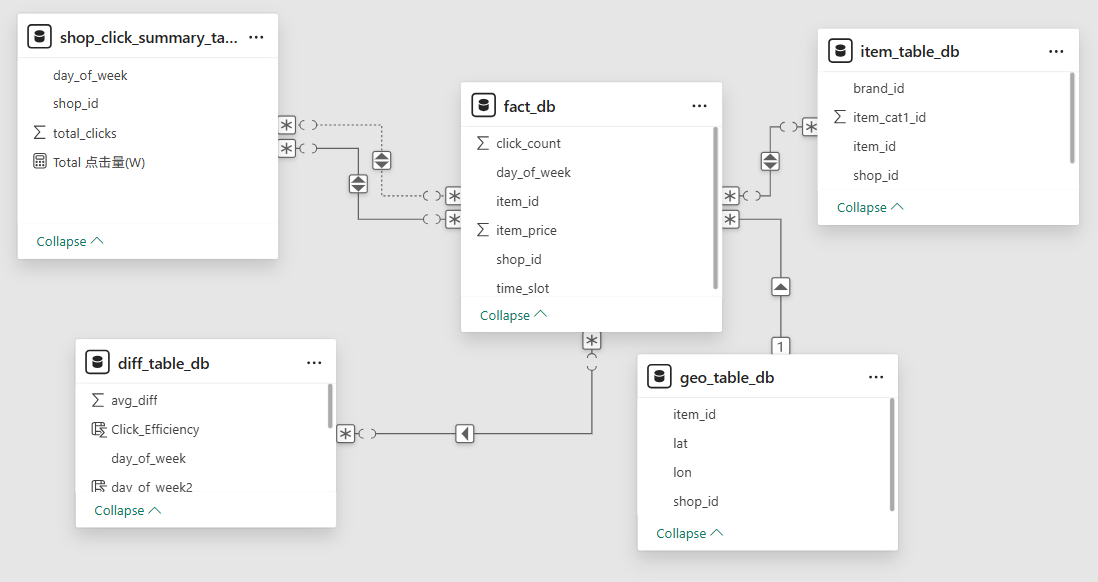 shop_click_summary_ta...
day_of_week
shop_id
total_clicks
Total 点击量(W)
Collapse
fact_db
click_count
day_of_week
item_id
item_price
shop_id
time_slot
Collapse
item_table_db
brand_id
item_cat1_id
item_id
shop_id
Collapse
diff_table_db
avg_diff
Click_Efficiency
day_of_week
day_of_week2
Collapse
geo_table_db
item_id
lat
lon
shop_id
Collapse
1